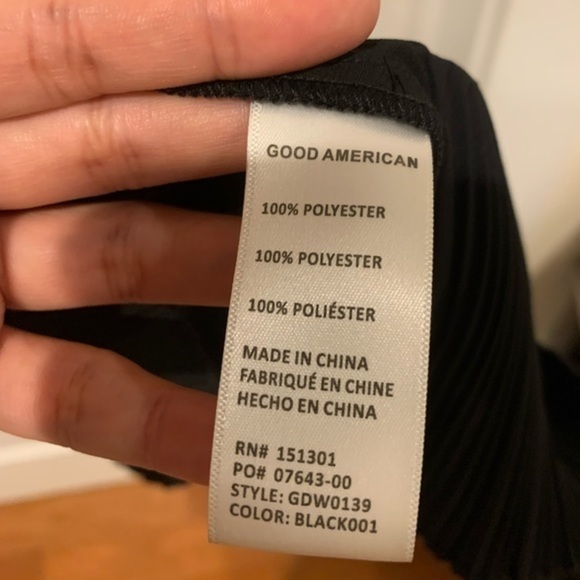 GOOD AMERICAN
100% POLYESTER
100% POLYESTER
100% POLIÉSTER
MADE IN CHINA
FABRIQUÉ EN CHINE
HECHO EN CHINA
RN# 151301
PO# 07643-00
STYLE: GDW0139
COLOR: BLACK001